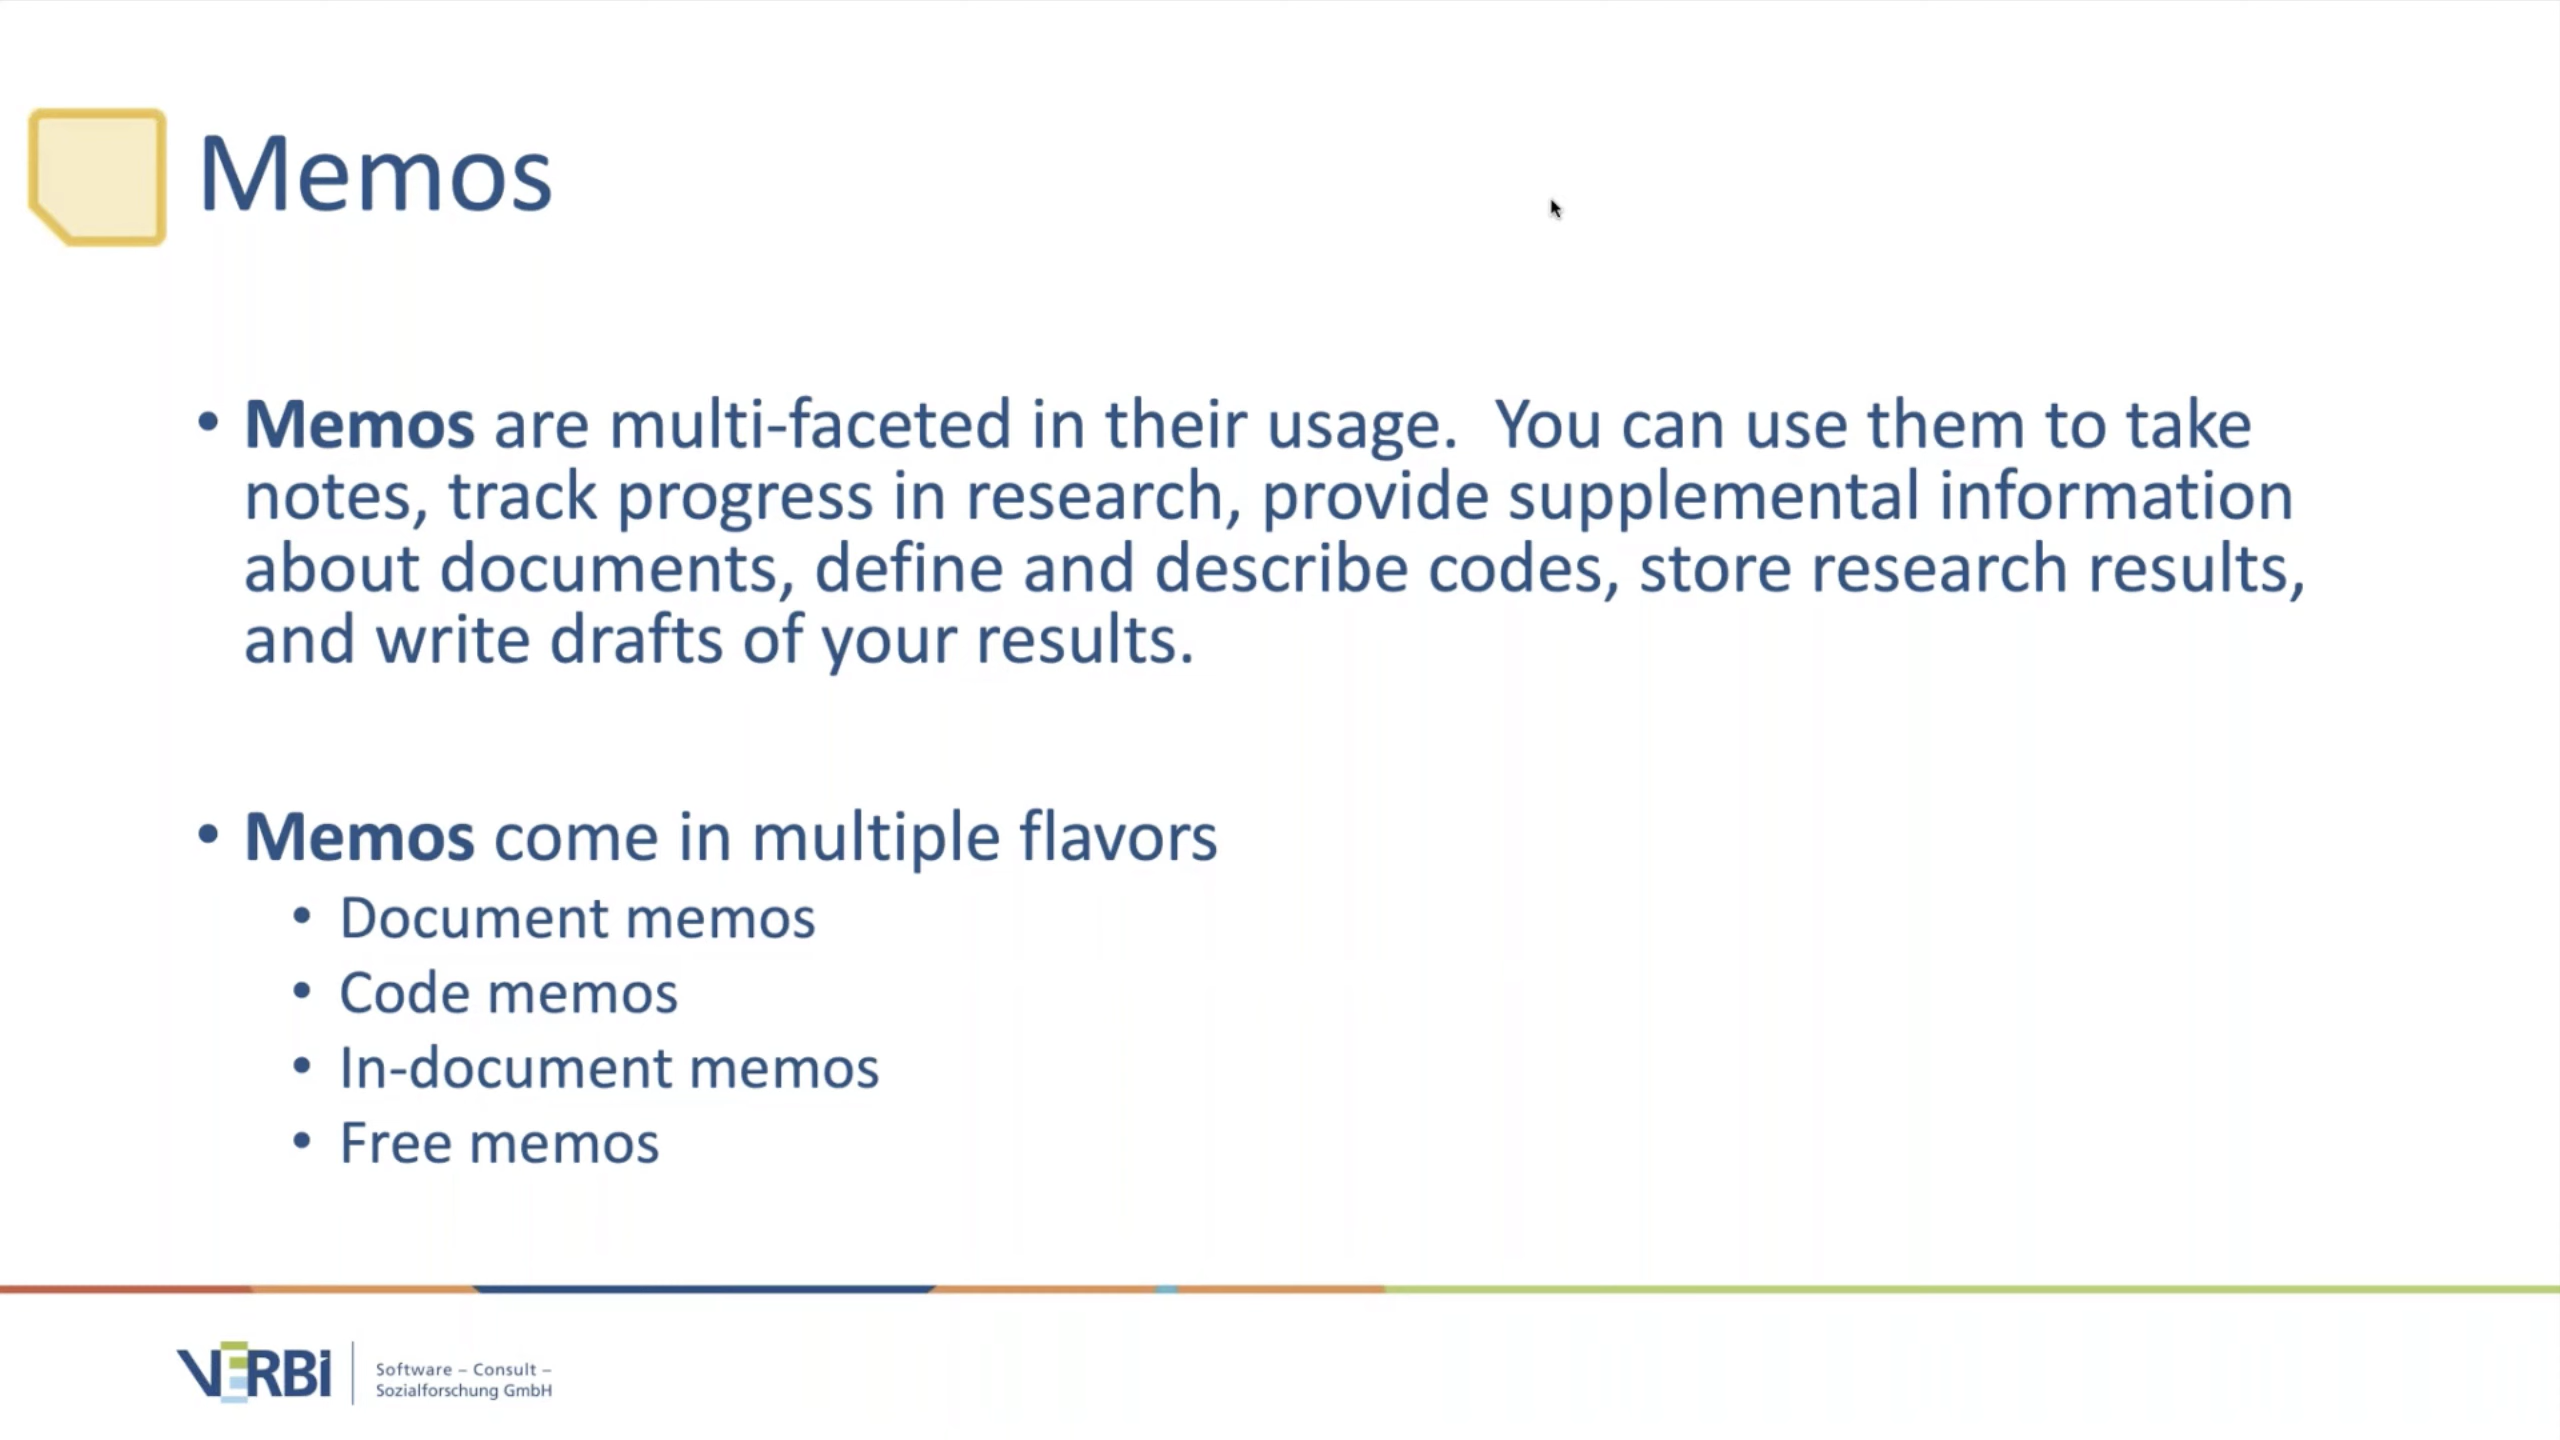 Memos
• Memos are multi-faceted in their usage.  You can use them to take
notes, track progress in research, provide supplemental information
about documents, define and describe codes, store research results,
and write drafts of your results.
• Memos come in multiple flavors
• Document memos
• Code memos
• In-document memos
• Free memos
VERBI
Software – Consult –
Sozialforschung GmbH